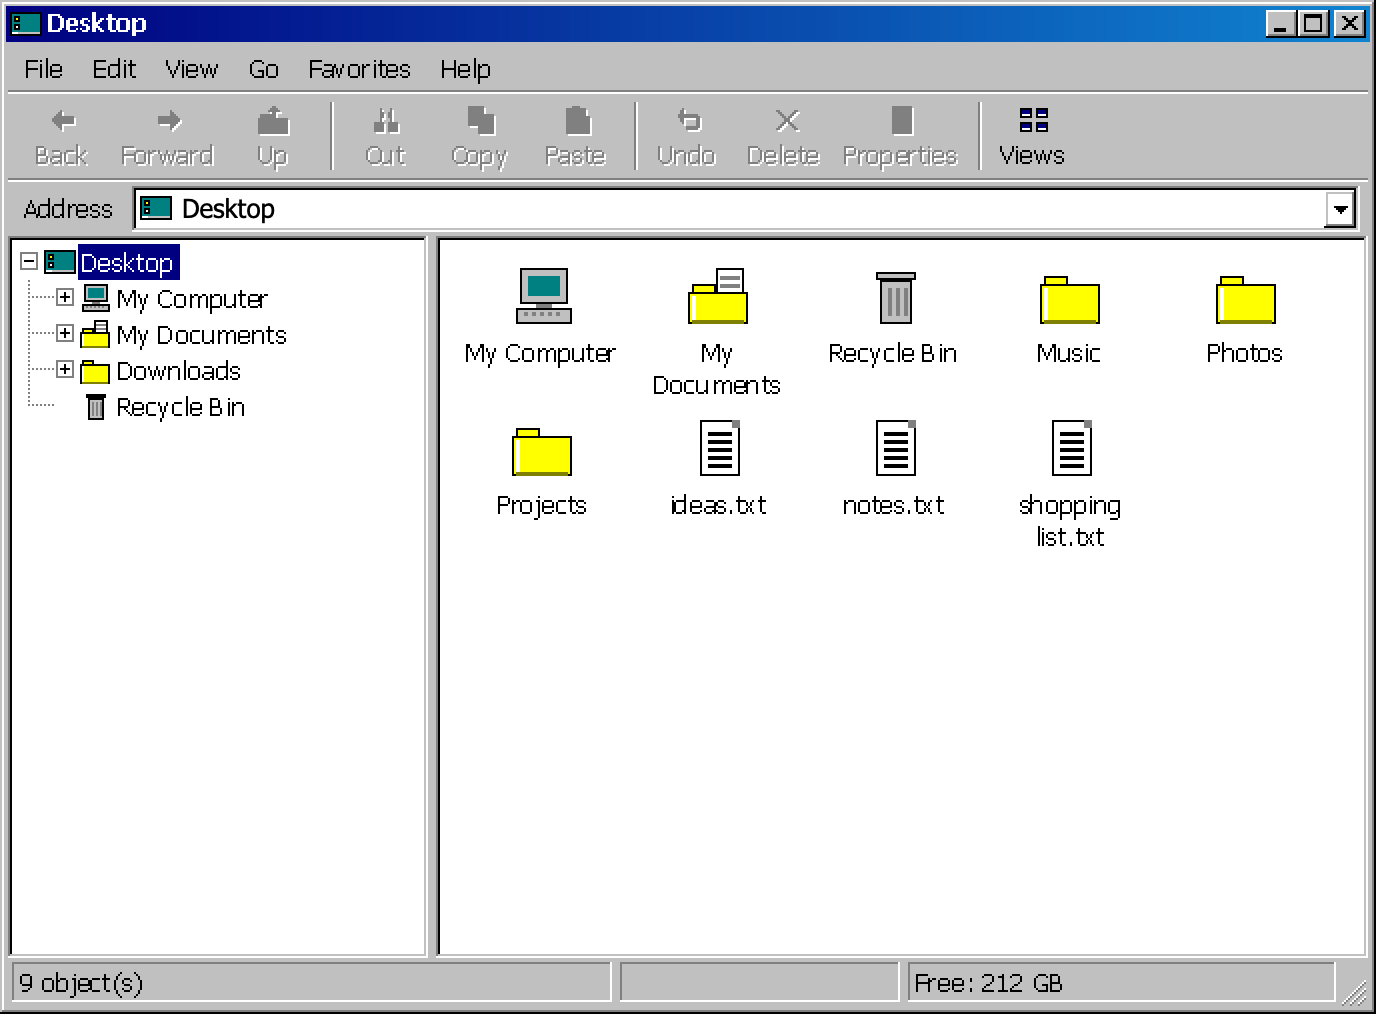 Desktop
File Edit View Go Favorites Help
Back Forward Up Cut Copy Paste Undo Delete Properties Views
Address Desktop
Desktop
My Computer
My Documents
Downloads
Recycle Bin
My Computer
My
Documents
Recycle Bin
Music
Photos
Projects
ideas.txt
notes.txt
shopping
list.txt
9 object(s)
Free: 212 GB